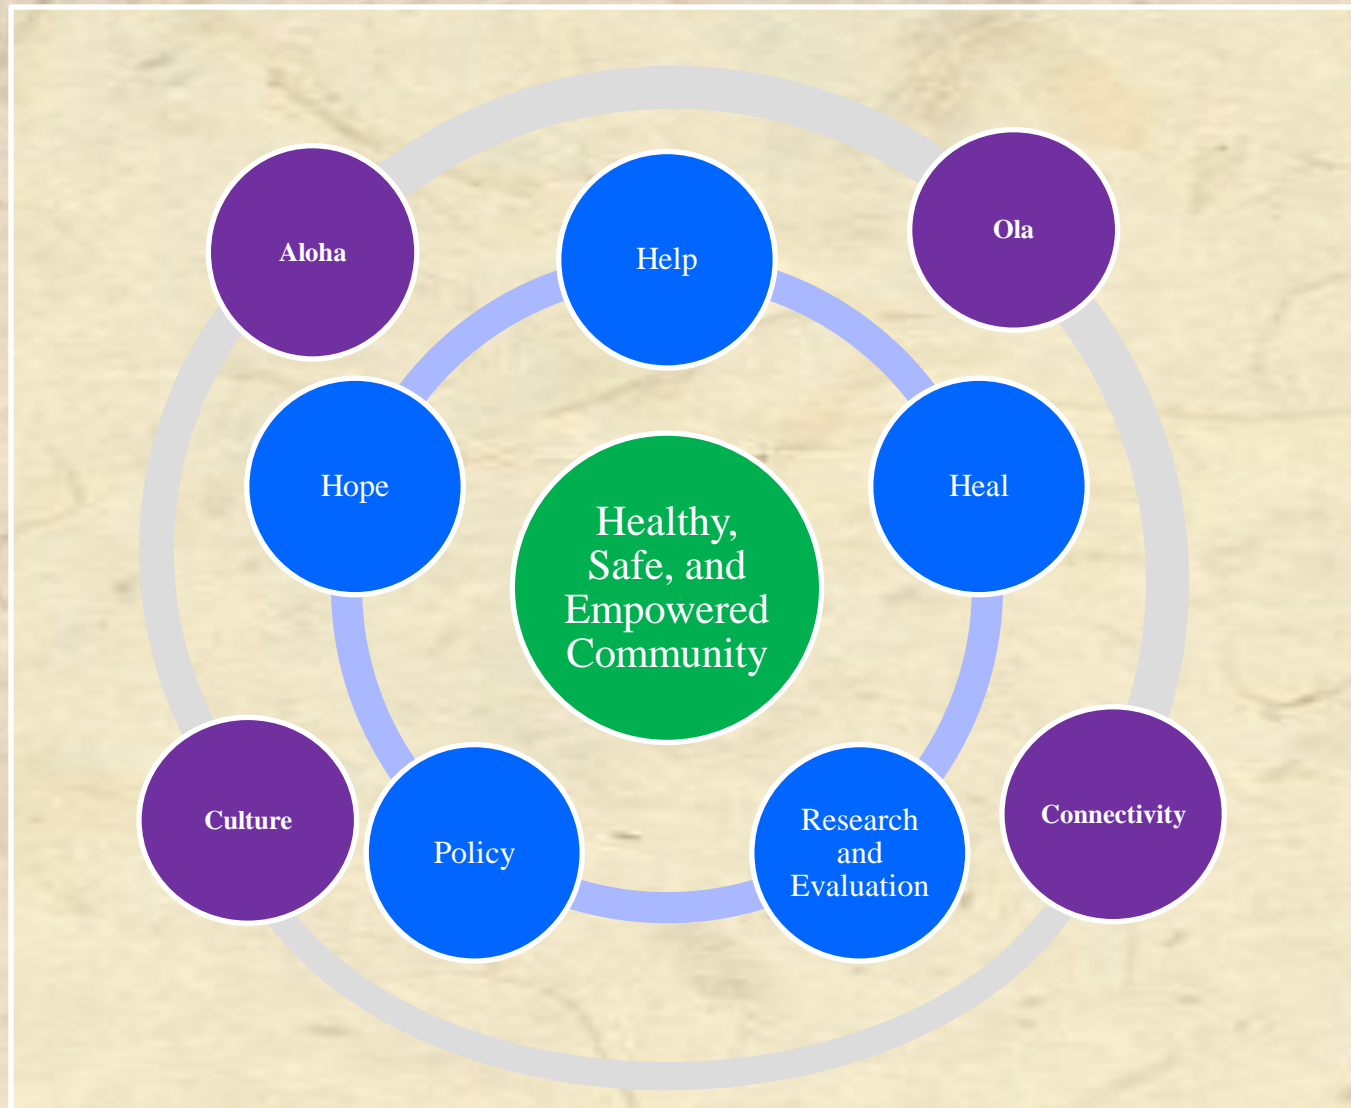 Aloha
Ola
Help
Hope
Heal
Healthy,
Safe, and
Empowered
Community
Culture
Connectivity
Policy
Research
and
Evaluation